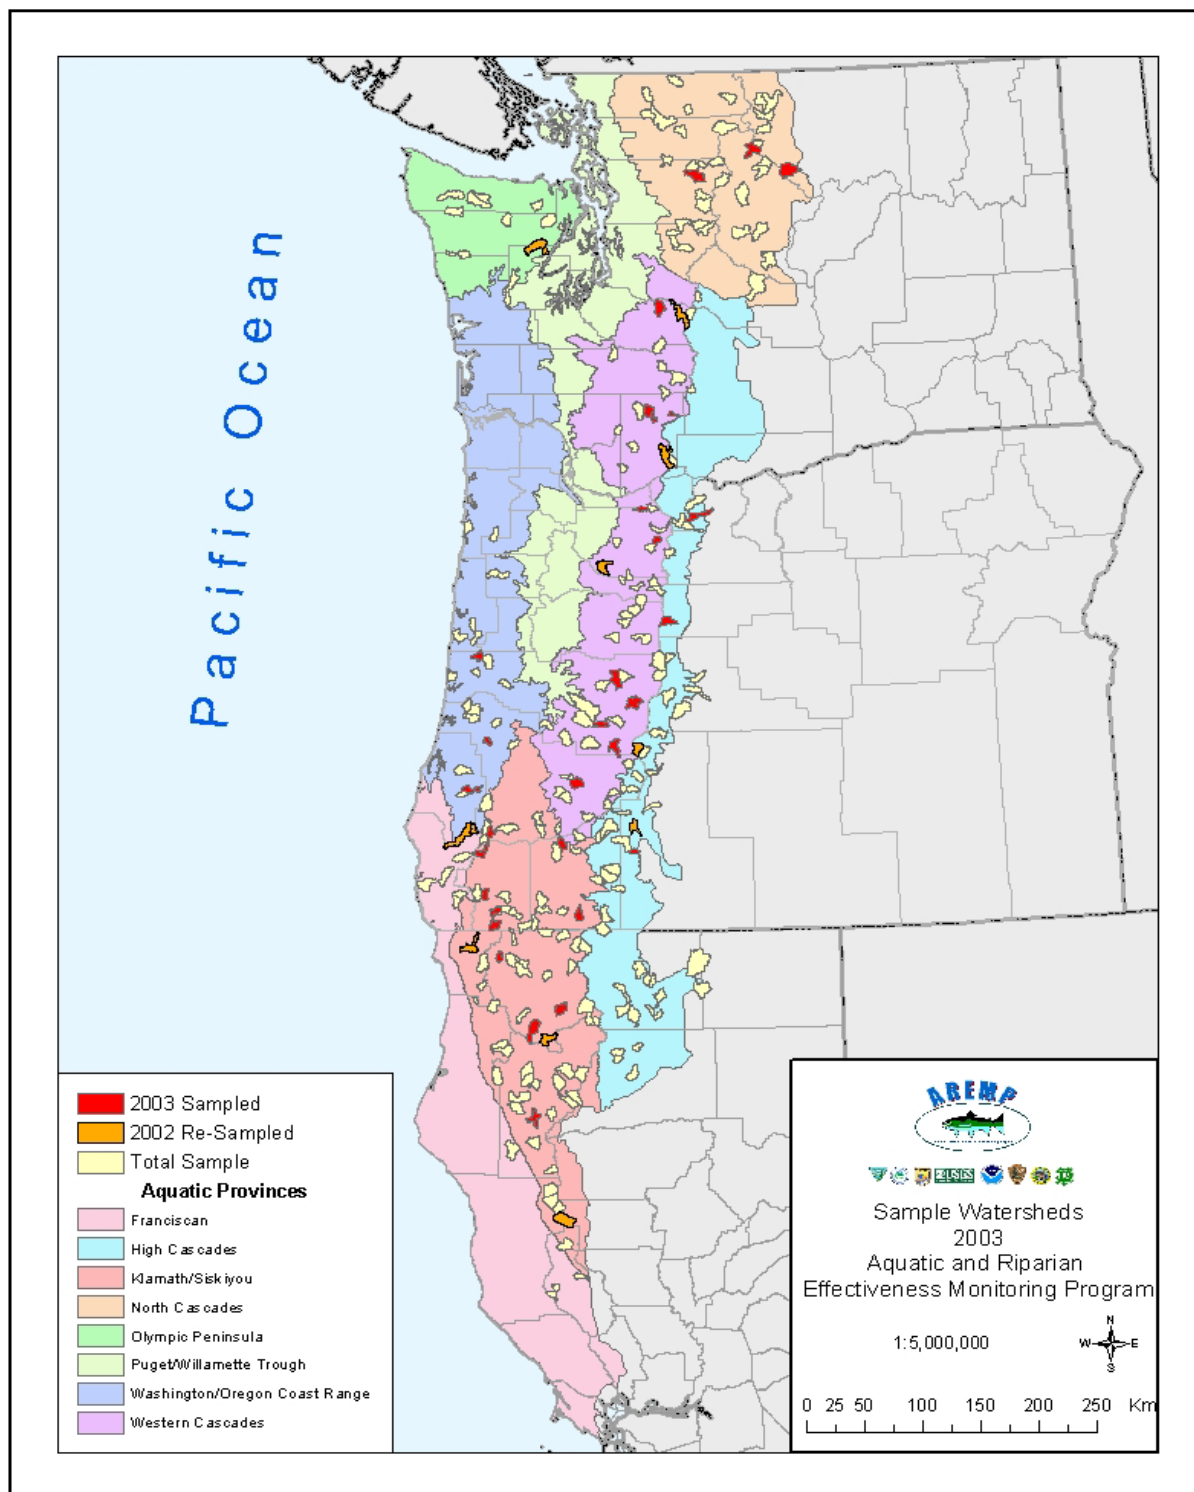 Pacific Ocean
2003 Sampled
2002 Re-Sampled
Total Sample
Aquatic Provinces
Franciscan
High Cascades
Klamath/Siskiyou
North Cascades
Olympic Peninsula
Puget/Willamette Trough
Washington/Oregon Coast Range
Western Cascades
AREMP
USGS
Sample Watersheds
2003
Aquatic and Riparian
Effectiveness Monitoring Program
1:5,000,000
N
W E
S
0 25 50 100 150 200 250 Km